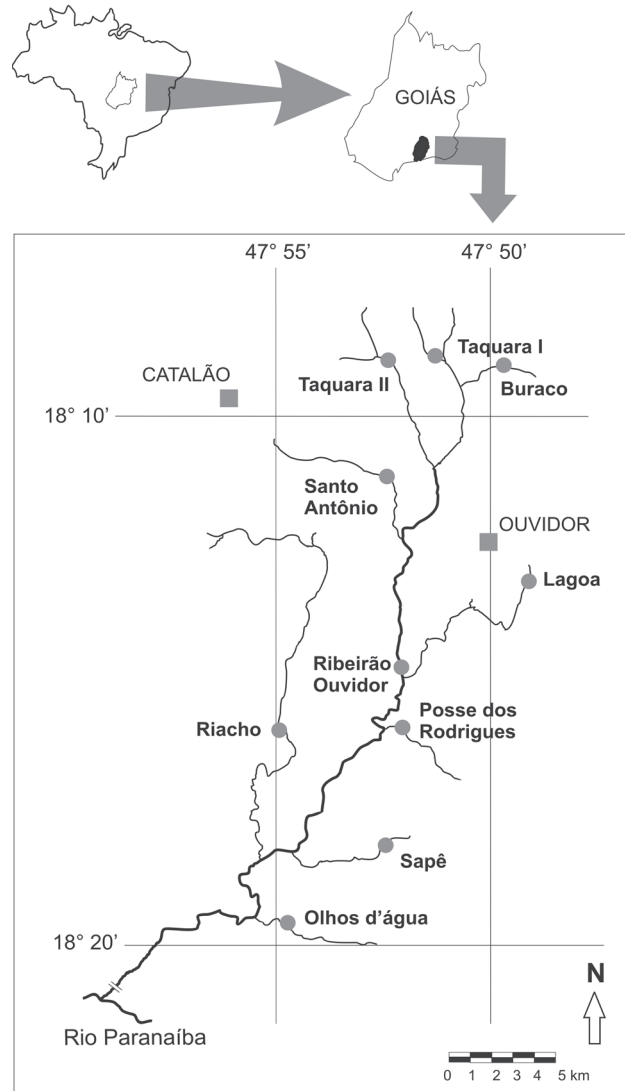 GOIÁS
47° 55’ 47° 50’
Taquara I
CATALÃO
Taquara II
Buraco
18° 10’
Santo
Antônio
OUVIDOR
Lagoa
Ribeirão
Ouvidor
Posse dos
Rodrigues
Riacho
Sapê
Olhos d’água
18° 20’
N
Rio Paranaíba
0 1 2 3 4 5 km